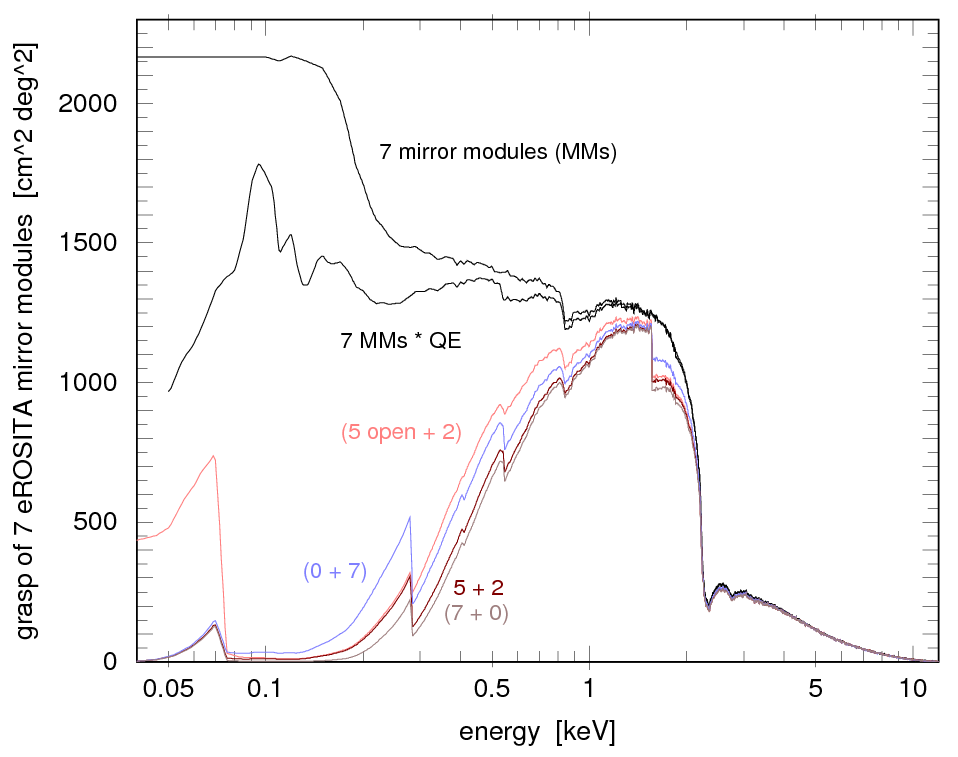 grasp of 7 eROSITA mirror modules [cm^2 deg^2]
2000
1500
1000
500
0
7 mirror modules (MMs)
7 MMs * QE
(5 open + 2)
(0 + 7)
5 + 2
(7 + 0)
0.05 0.1 0.5 1 5 10
energy [keV]